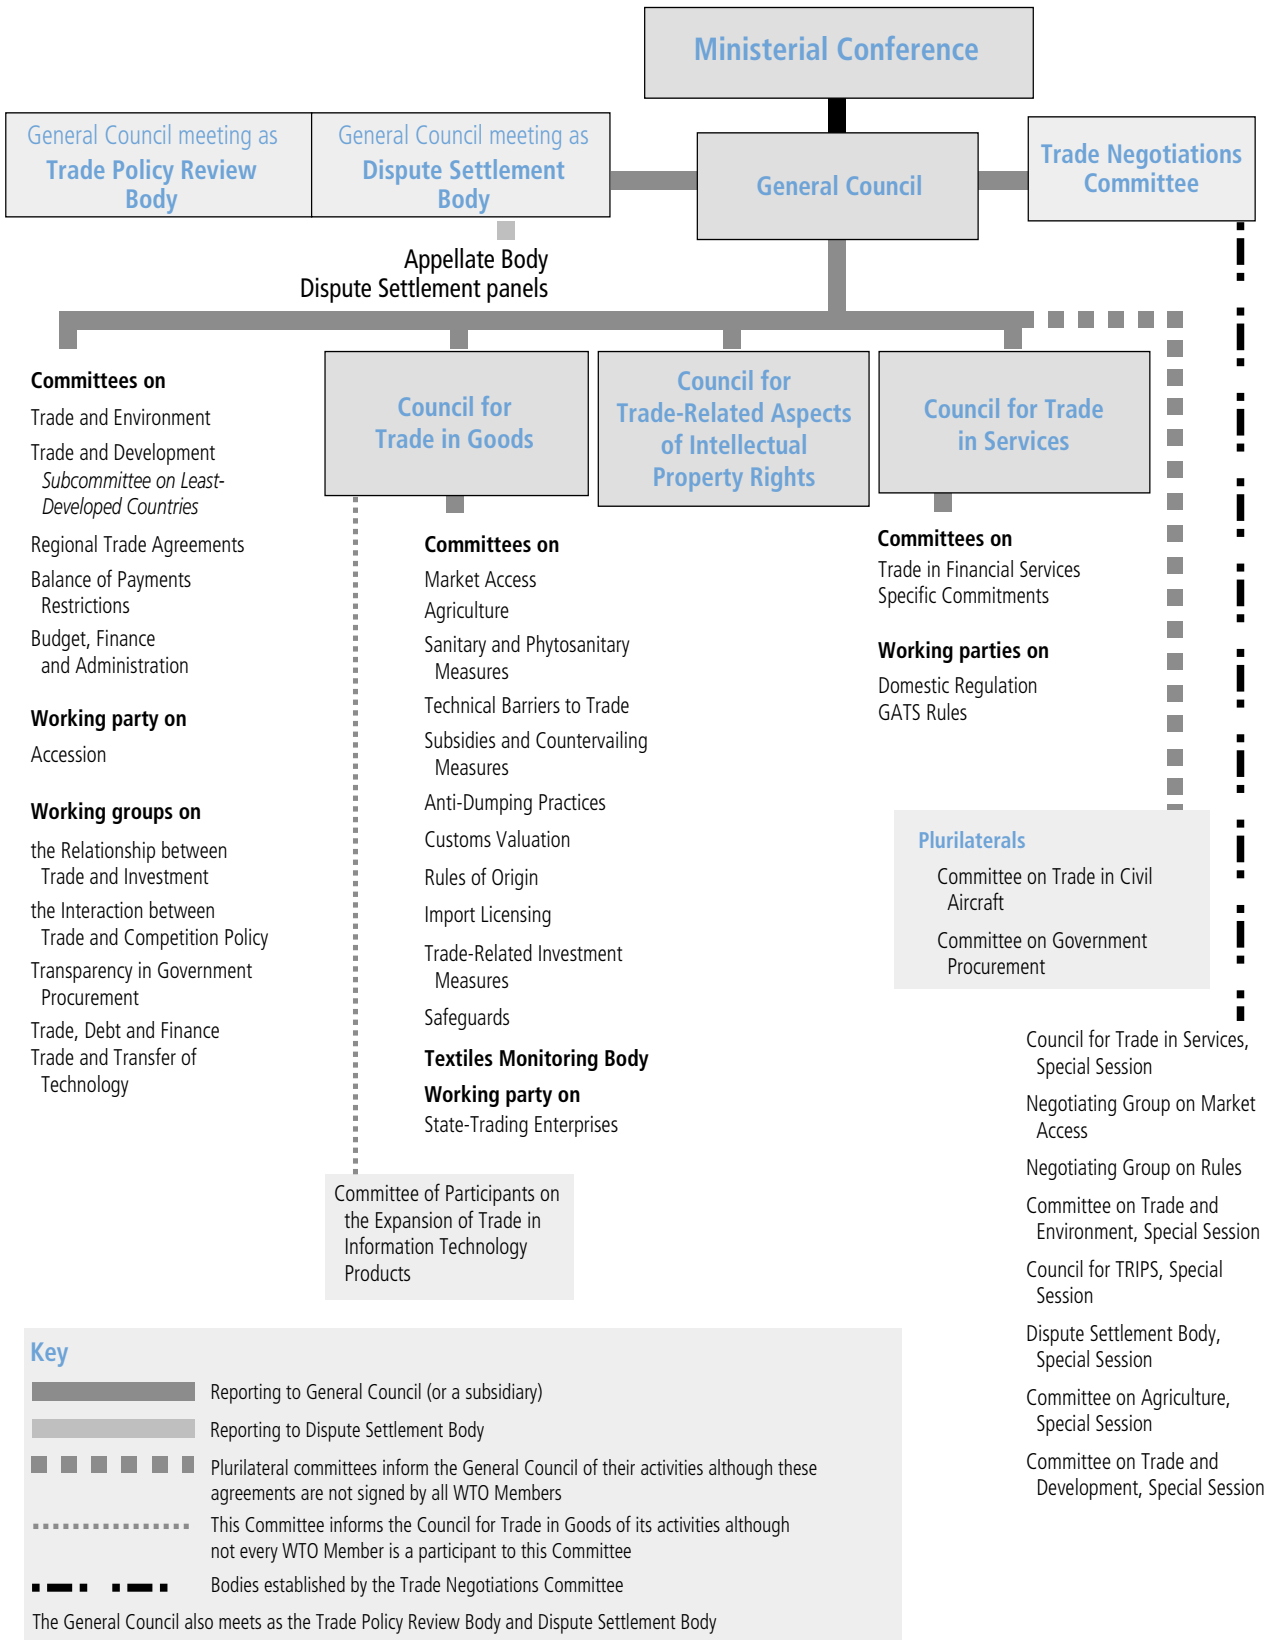 Ministerial Conference
General Council meeting as
Trade Policy Review
Body
General Council meeting as
Dispute Settlement
Body
General Council
Trade Negotiations
Committee
Appellate Body
Dispute Settlement panels
Committees on
Trade and Environment
Trade and Development
Subcommittee on Least-
Developed Countries
Regional Trade Agreements
Balance of Payments
Restrictions
Budget, Finance
and Administration
Working party on
Accession
Working groups on
the Relationship between
Trade and Investment
the Interaction between
Trade and Competition Policy
Transparency in Government
Procurement
Trade, Debt and Finance
Trade and Transfer of
Technology
Council for
Trade in Goods
Committees on
Market Access
Agriculture
Sanitary and Phytosanitary
Measures
Technical Barriers to Trade
Subsidies and Countervailing
Measures
Anti-Dumping Practices
Customs Valuation
Rules of Origin
Import Licensing
Trade-Related Investment
Measures
Safeguards
Textiles Monitoring Body
Working party on
State-Trading Enterprises
Committee of Participants on
the Expansion of Trade in
Information Technology
Products
Council for
Trade-Related Aspects
of Intellectual
Property Rights
Council for Trade
in Services
Committees on
Trade in Financial Services
Specific Commitments
Working parties on
Domestic Regulation
GATS Rules
Plurilaterals
Committee on Trade in Civil
Aircraft
Committee on Government
Procurement
Council for Trade in Services,
Special Session
Negotiating Group on Market
Access
Negotiating Group on Rules
Committee on Trade and
Environment, Special Session
Council for TRIPS, Special
Session
Dispute Settlement Body,
Special Session
Committee on Agriculture,
Special Session
Committee on Trade and
Development, Special Session
Key
Reporting to General Council (or a subsidiary)
Reporting to Dispute Settlement Body
Plurilateral committees inform the General Council of their activities although these
agreements are not signed by all WTO Members
This Committee informs the Council for Trade in Goods of its activities although
not every WTO Member is a participant to this Committee
Bodies established by the Trade Negotiations Committee
The General Council also meets as the Trade Policy Review Body and Dispute Settlement Body